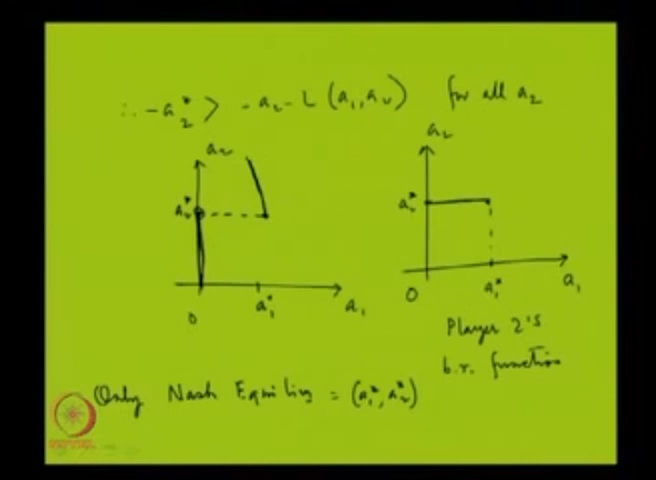 ∴ -a₂* > -a₂ - L (a₁, a₂) for all a₂
a₂
a₂*
0
a₁*
a₁
a₂
a₂*
0
a₁*
a₁
Player 2's
b.r. function
Only Nash Equilibrium = (a₁*, a₂*)